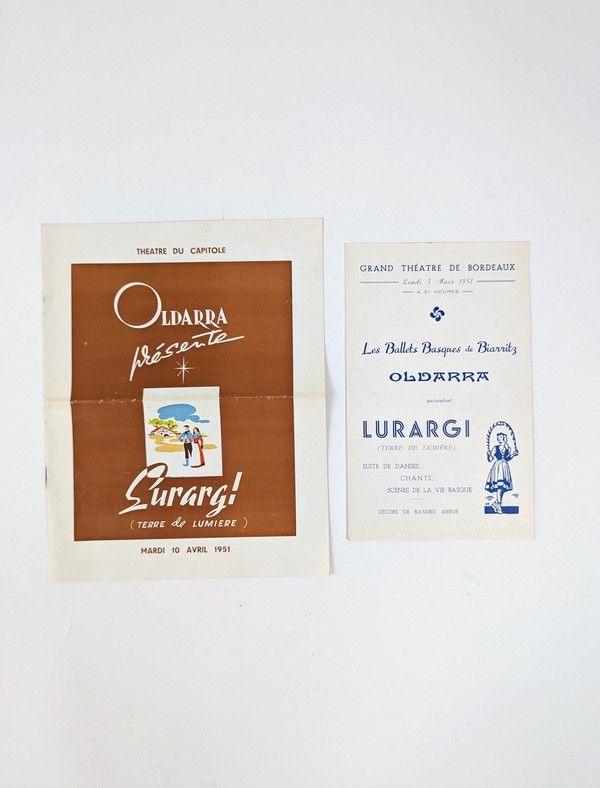 THEATRE DU CAPITOLE
OLDARRA
présente
Lurargi
(TERRE de LUMIERE)
MARDI 10 AVRIL 1951
GRAND THÉATRE DE BORDEAUX
Lundi 5 Mars 1951
A 21 HEURES
Les Ballets Basques de Biarritz
OLDARRA
présentent
LURARGI
(TERRE DE LUMIÈRE)
SUITE DE DANSES,
CHANTS,
SCÈNES DE LA VIE BASQUE
DÉCORS DE RAMIRO ARRUE